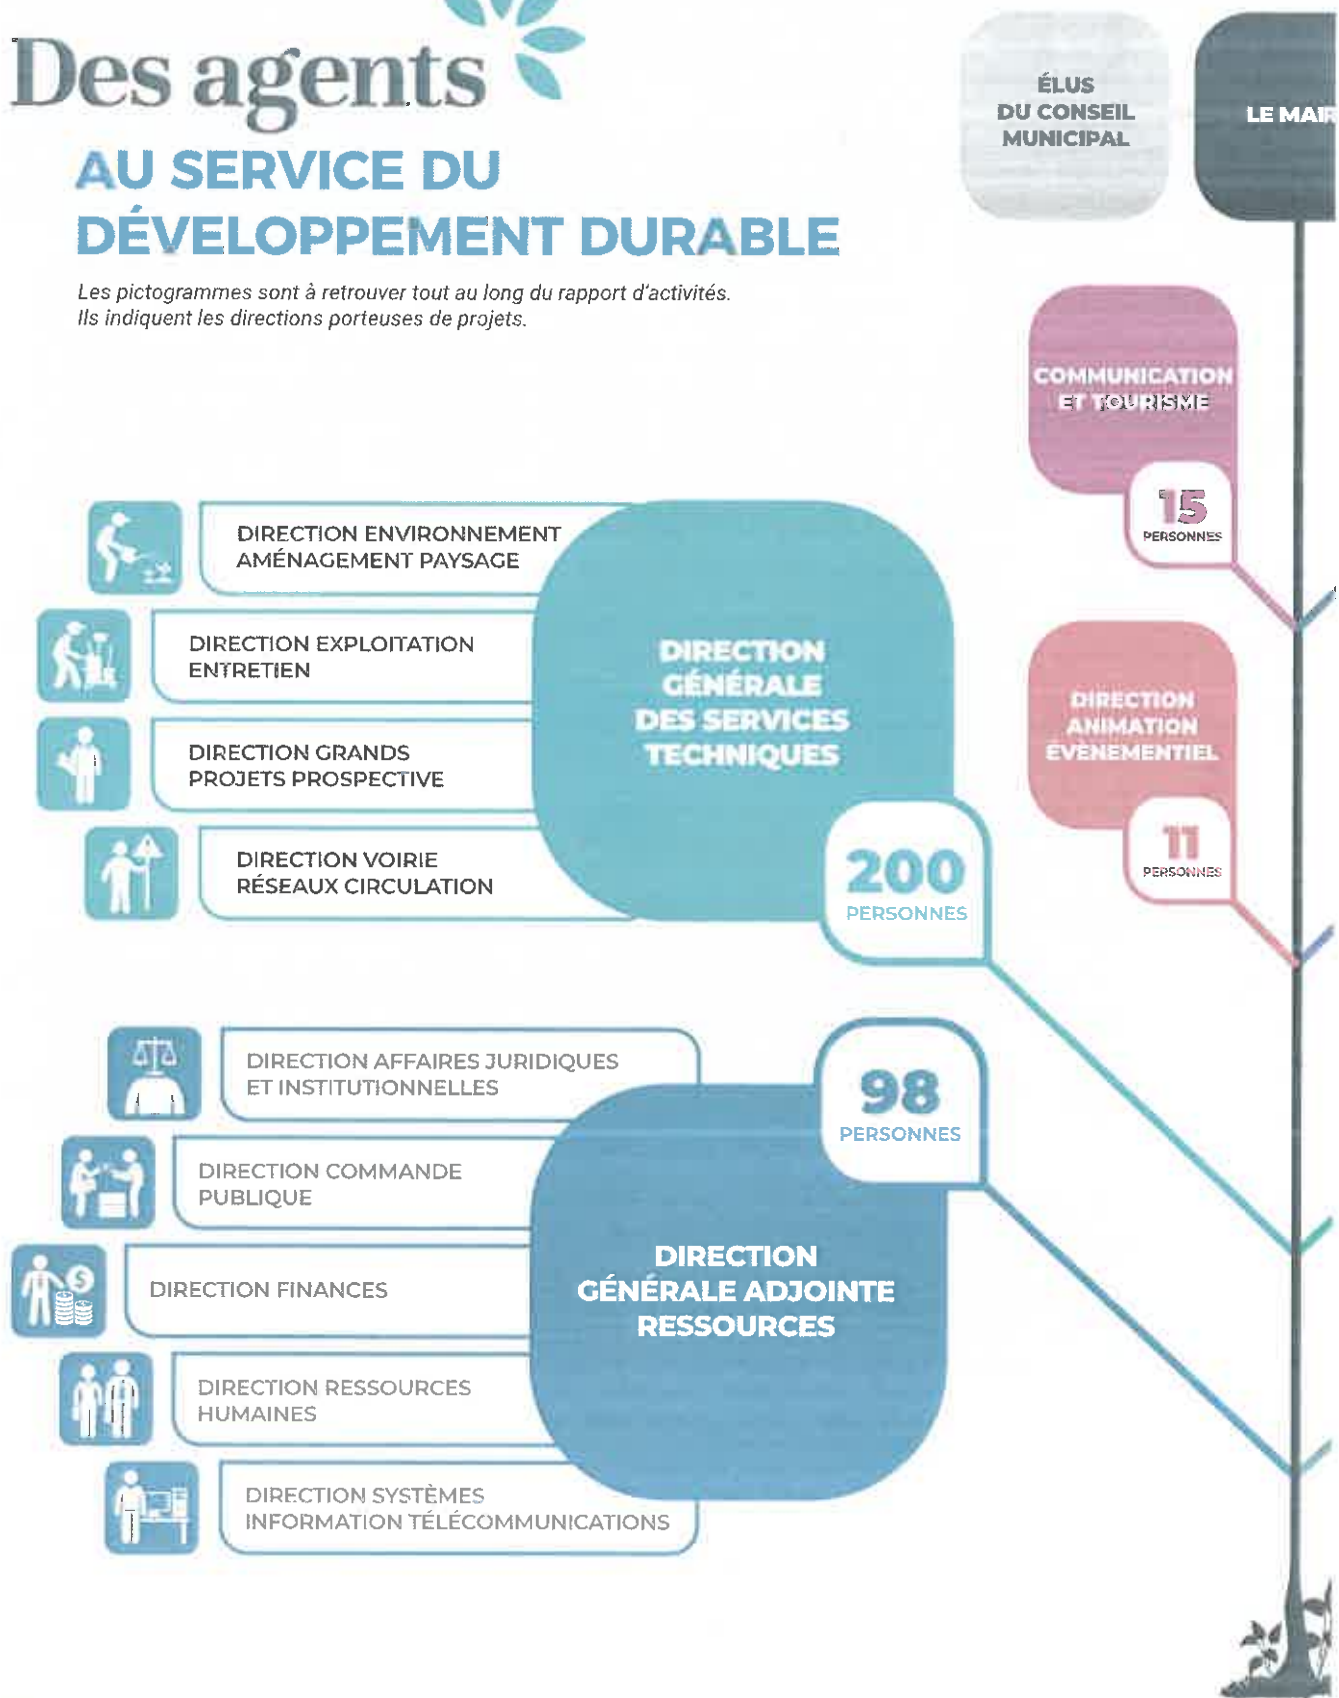 Des agents
AU SERVICE DU
DÉVELOPPEMENT DURABLE
Les pictogrammes sont à retrouver tout au long du rapport d'activités.
Ils indiquent les directions porteuses de projets.
ÉLUS
DU CONSEIL
MUNICIPAL
LE MAIR
COMMUNICATION
ET TOURISME
15
PERSONNES
DIRECTION ENVIRONNEMENT
AMÉNAGEMENT PAYSAGE
DIRECTION EXPLOITATION
ENTRETIEN
DIRECTION GRANDS
PROJETS PROSPECTIVE
DIRECTION VOIRIE
RÉSEAUX CIRCULATION
DIRECTION
GÉNÉRALE
DES SERVICES
TECHNIQUES
200
PERSONNES
DIRECTION
ANIMATION
ÉVÈNEMENTIEL
11
PERSONNES
DIRECTION AFFAIRES JURIDIQUES
ET INSTITUTIONNELLES
DIRECTION COMMANDE
PUBLIQUE
DIRECTION FINANCES
DIRECTION RESSOURCES
HUMAINES
DIRECTION SYSTÈMES
INFORMATION TÉLÉCOMMUNICATIONS
98
PERSONNES
DIRECTION
GÉNÉRALE ADJOINTE
RESSOURCES